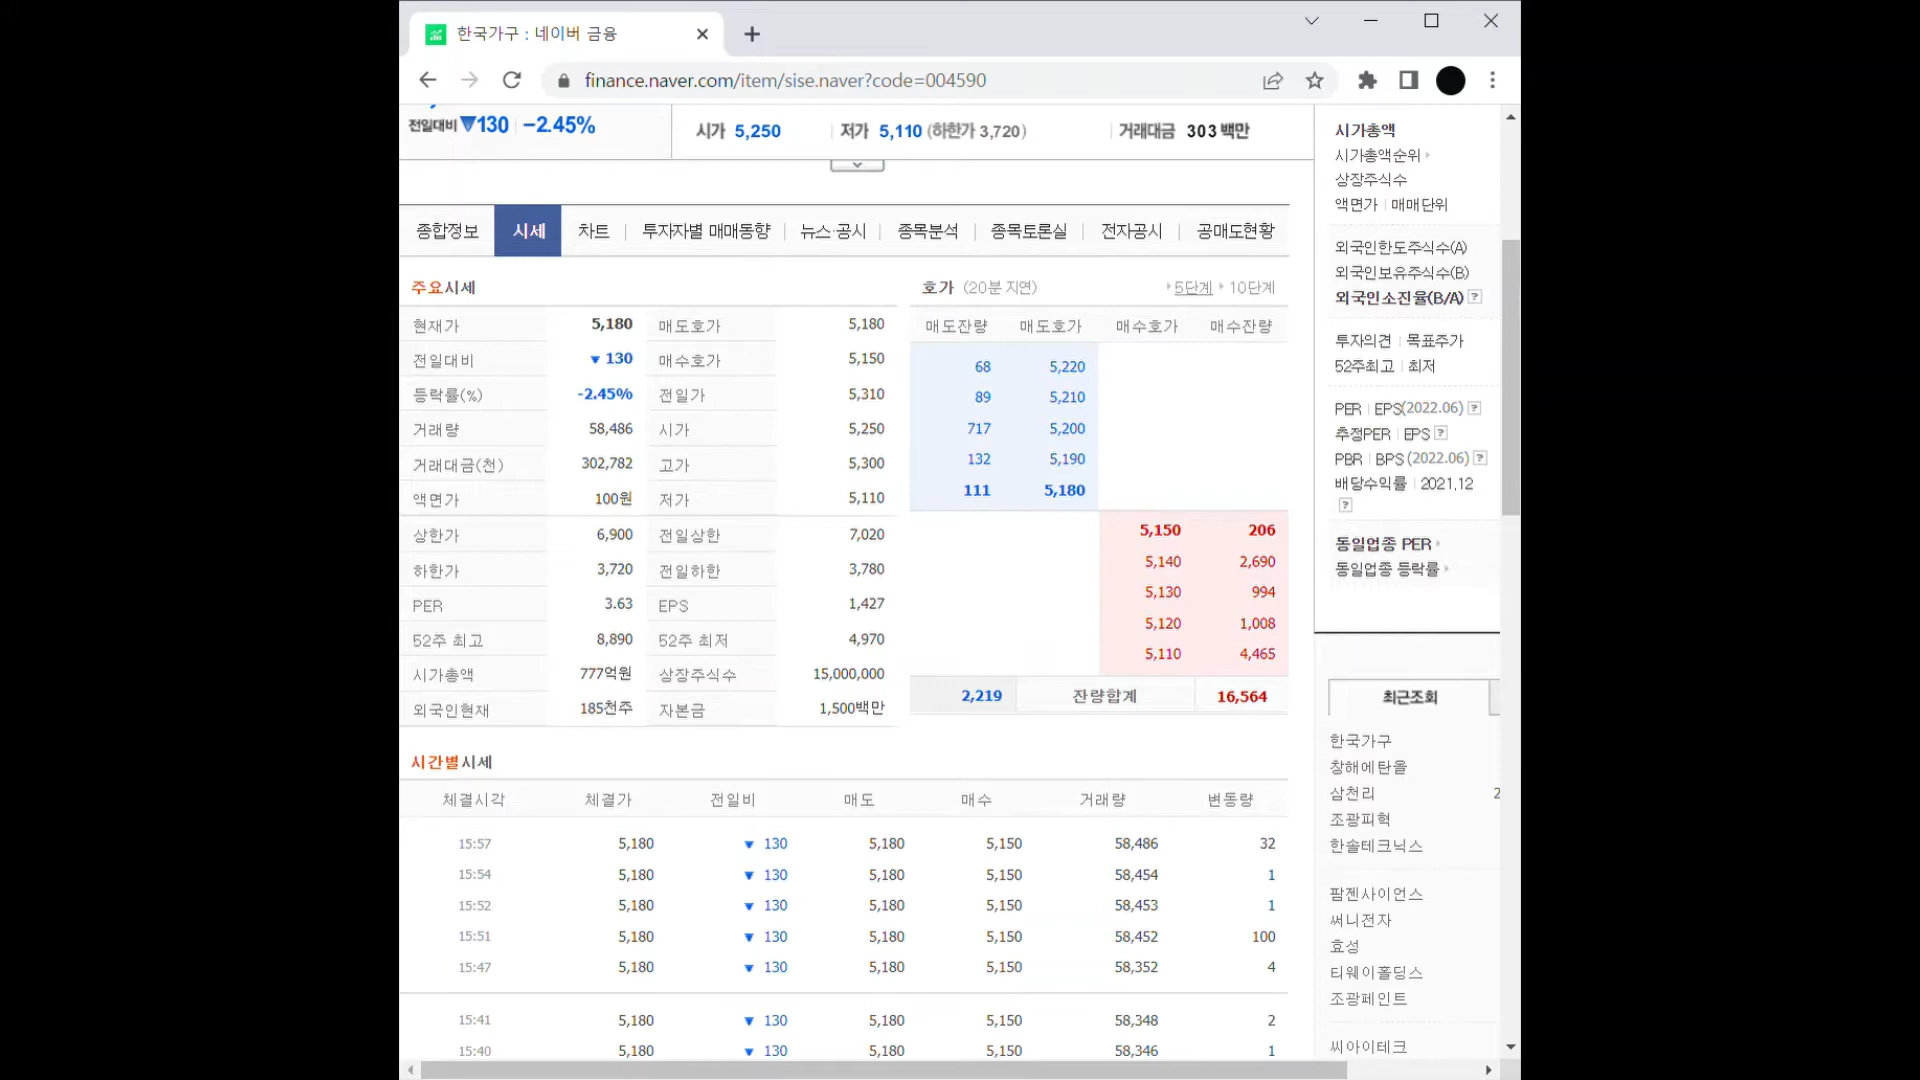 한국가구 : 네이버 금융
finance.naver.com/item/sise.naver?code=004590
전일대비 ▼130 | -2.45%
시가 5,250 저가 5,110 (하한가 3,720) 거래대금 303 백만
종합정보 시세 차트 투자자별 매매동향 뉴스·공시 종목분석 종목토론실 전자공시 공매도현황
주요시세
현재가 5,180 매도호가 5,180
전일대비 ▼ 130 매수호가 5,150
등락률(%) -2.45% 전일가 5,310
거래량 58,486 시가 5,250
거래대금(천) 302,782 고가 5,300
액면가 100원 저가 5,110
상한가 6,900 전일상한 7,020
하한가 3,720 전일하한 3,780
PER 3.63 EPS 1,427
52주 최고 8,890 52주 최저 4,970
시가총액 777억원 상장주식수 15,000,000
외국인현재 185천주 자본금 1,500백만
호가 (20분 지연) 5단계 10단계
매도잔량 매도호가 매수호가 매수잔량
68 5,220
89 5,210
717 5,200
132 5,190
111 5,180
5,150 206
5,140 2,690
5,130 994
5,120 1,008
5,110 4,465
2,219 잔량합계 16,564
시간별시세
체결시각 체결가 전일비 매도 매수 거래량 변동량
15:57 5,180 ▼ 130 5,180 5,150 58,486 32
15:54 5,180 ▼ 130 5,180 5,150 58,454 1
15:52 5,180 ▼ 130 5,180 5,150 58,453 1
15:51 5,180 ▼ 130 5,180 5,150 58,452 100
15:47 5,180 ▼ 130 5,180 5,150 58,352 4
15:41 5,180 ▼ 130 5,180 5,150 58,348 2
15:40 5,180 ▼ 130 5,180 5,150 58,346 1
시가총액
시가총액순위
상장주식수
액면가 | 매매단위
외국인한도주식수(A)
외국인보유주식수(B)
외국인소진율(B/A) ?
투자의견 | 목표주가
52주최고 | 최저
PER | EPS(2022.06) ?
추정PER | EPS ?
PBR | BPS (2022.06) ?
배당수익률 | 2021.12
?
동일업종 PER
동일업종 등락률
최근조회
한국가구
창해에탄올
삼천리 2
조광피혁
한솔테크닉스
팜젠사이언스
써니전자
효성
티웨이홀딩스
조광페인트
씨아이테크